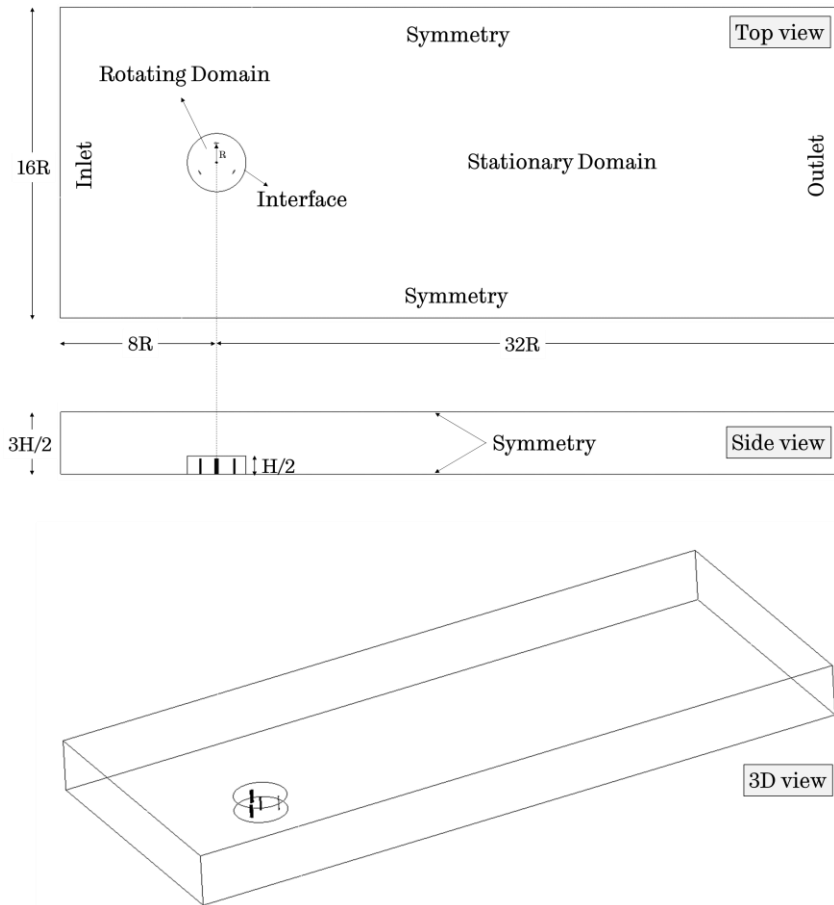 Symmetry
Top view
Rotating Domain
R
16R
Inlet
Stationary Domain
Outlet
Interface
Symmetry
8R
32R
3H/2
Symmetry
Side view
H/2
3D view